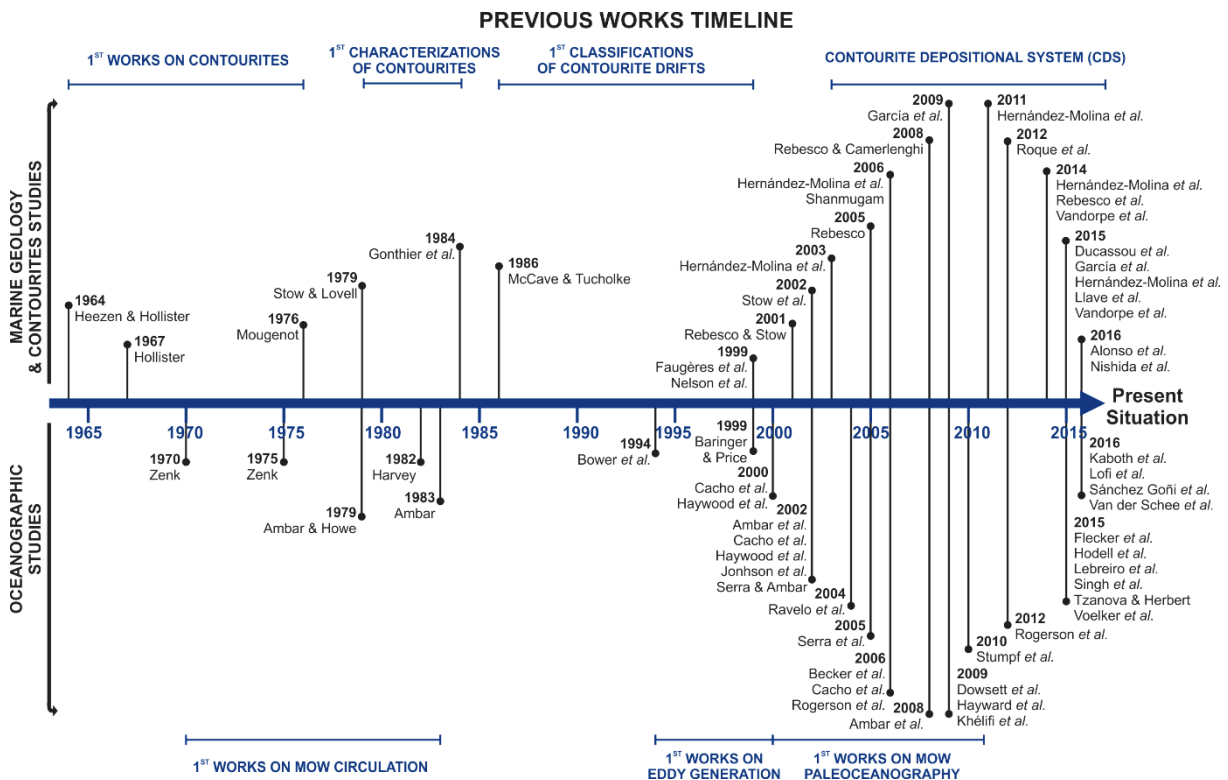 PREVIOUS WORKS TIMELINE
1ST WORKS ON CONTOURITES
1ST CHARACTERIZATIONS
OF CONTOURITES
1ST CLASSIFICATIONS
OF CONTOURITE DRIFTS
CONTOURITE DEPOSITIONAL SYSTEM (CDS)
MARINE GEOLOGY
& CONTOURITES STUDIES
1964
Heezen & Hollister
1967
Hollister
1976
Mougenot
1979
Stow & Lovell
1984
Gonthier et al.
1986
McCave & Tucholke
1999
Faugères et al.
Nelson et al.
2001
Rebesco & Stow
2002
Stow et al.
2003
Hernández-Molina et al.
2005
Rebesco
2006
Hernández-Molina et al.
Shanmugam
2008
Rebesco & Camerlenghi
2009
García et al.
2011
Hernández-Molina et al.
2012
Roque et al.
2014
Hernández-Molina et al.
Rebesco et al.
Vandorpe et al.
2015
Ducassou et al.
García et al.
Hernández-Molina et al.
Llave et al.
Vandorpe et al.
2016
Alonso et al.
Nishida et al.
Present
Situation
1965
1970
1975
1980
1985
1990
1995
2000
2005
2010
2015
OCEANOGRAPHIC
STUDIES
1970
Zenk
1975
Zenk
1979
Ambar & Howe
1982
Harvey
1983
Ambar
1994
Bower et al.
1999
Baringer
& Price
2000
Cacho et al.
Haywood et al.
2002
Ambar et al.
Cacho et al.
Haywood et al.
Jonhson et al.
Serra & Ambar
2004
Ravelo et al.
2005
Serra et al.
2006
Becker et al.
Cacho et al.
Rogerson et al.
2008
Ambar et al.
2009
Dowsett et al.
Hayward et al.
Khélifi et al.
2010
Stumpf et al.
2012
Rogerson et al.
2015
Flecker et al.
Hodell et al.
Lebreiro et al.
Singh et al.
Tzanova & Herbert
Voelker et al.
2016
Kaboth et al.
Lofi et al.
Sánchez Goñi et al.
Van der Schee et al.
1ST WORKS ON MOW CIRCULATION
1ST WORKS ON
EDDY GENERATION
1ST WORKS ON MOW
PALEOCEANOGRAPHY